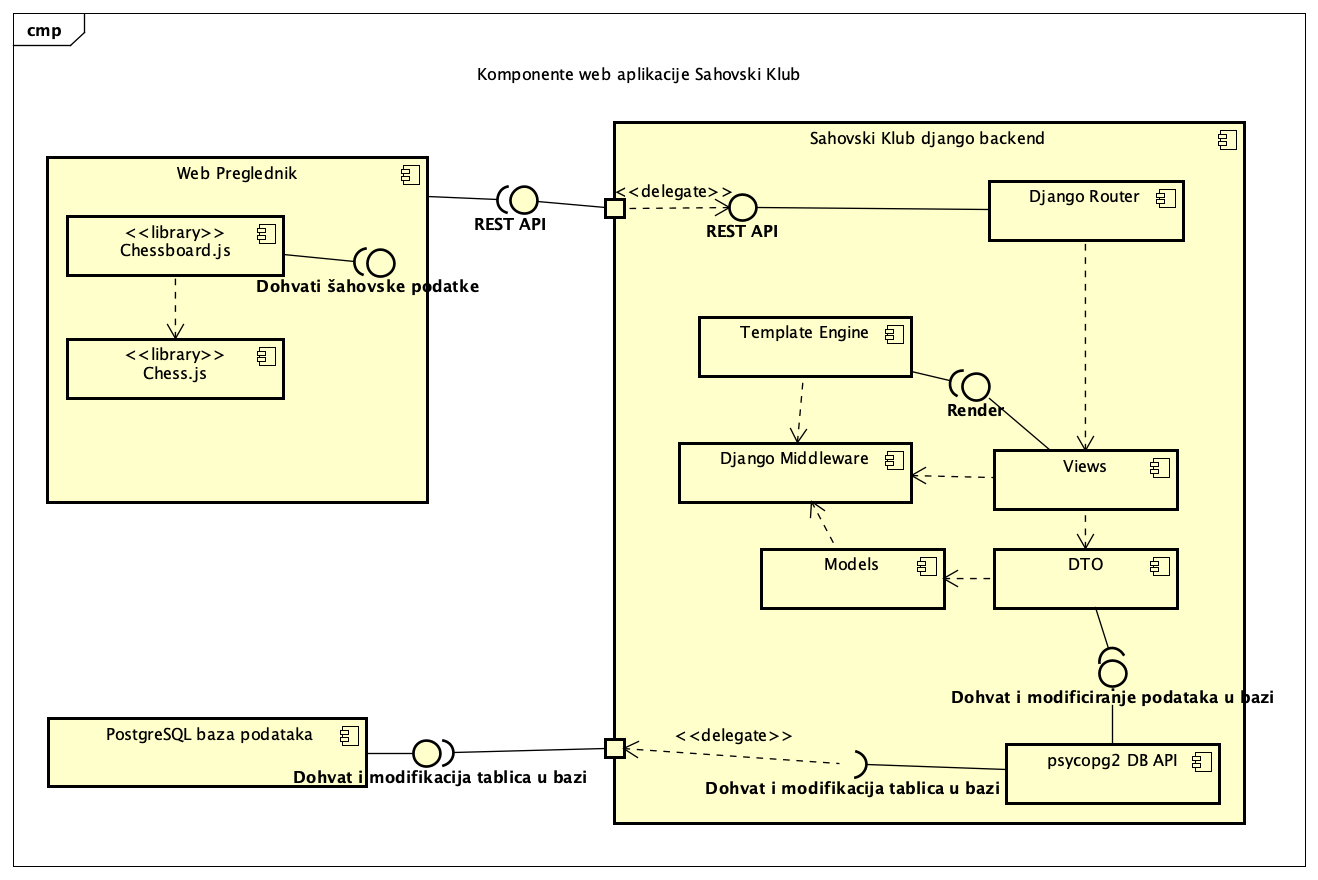 cmp
Komponente web aplikacije Sahovski Klub
Sahovski Klub django backend
Web Preglednik
<<library>>
Chessboard.js
Dohvati šahovske podatke
<<library>>
Chess.js
REST API
<<delegate>>
REST API
Django Router
Template Engine
Render
Django Middleware
Views
Models
DTO
Dohvat i modificiranje podataka u bazi
PostgreSQL baza podataka
Dohvat i modifikacija tablica u bazi
<<delegate>>
Dohvat i modifikacija tablica u bazi
psycopg2 DB API